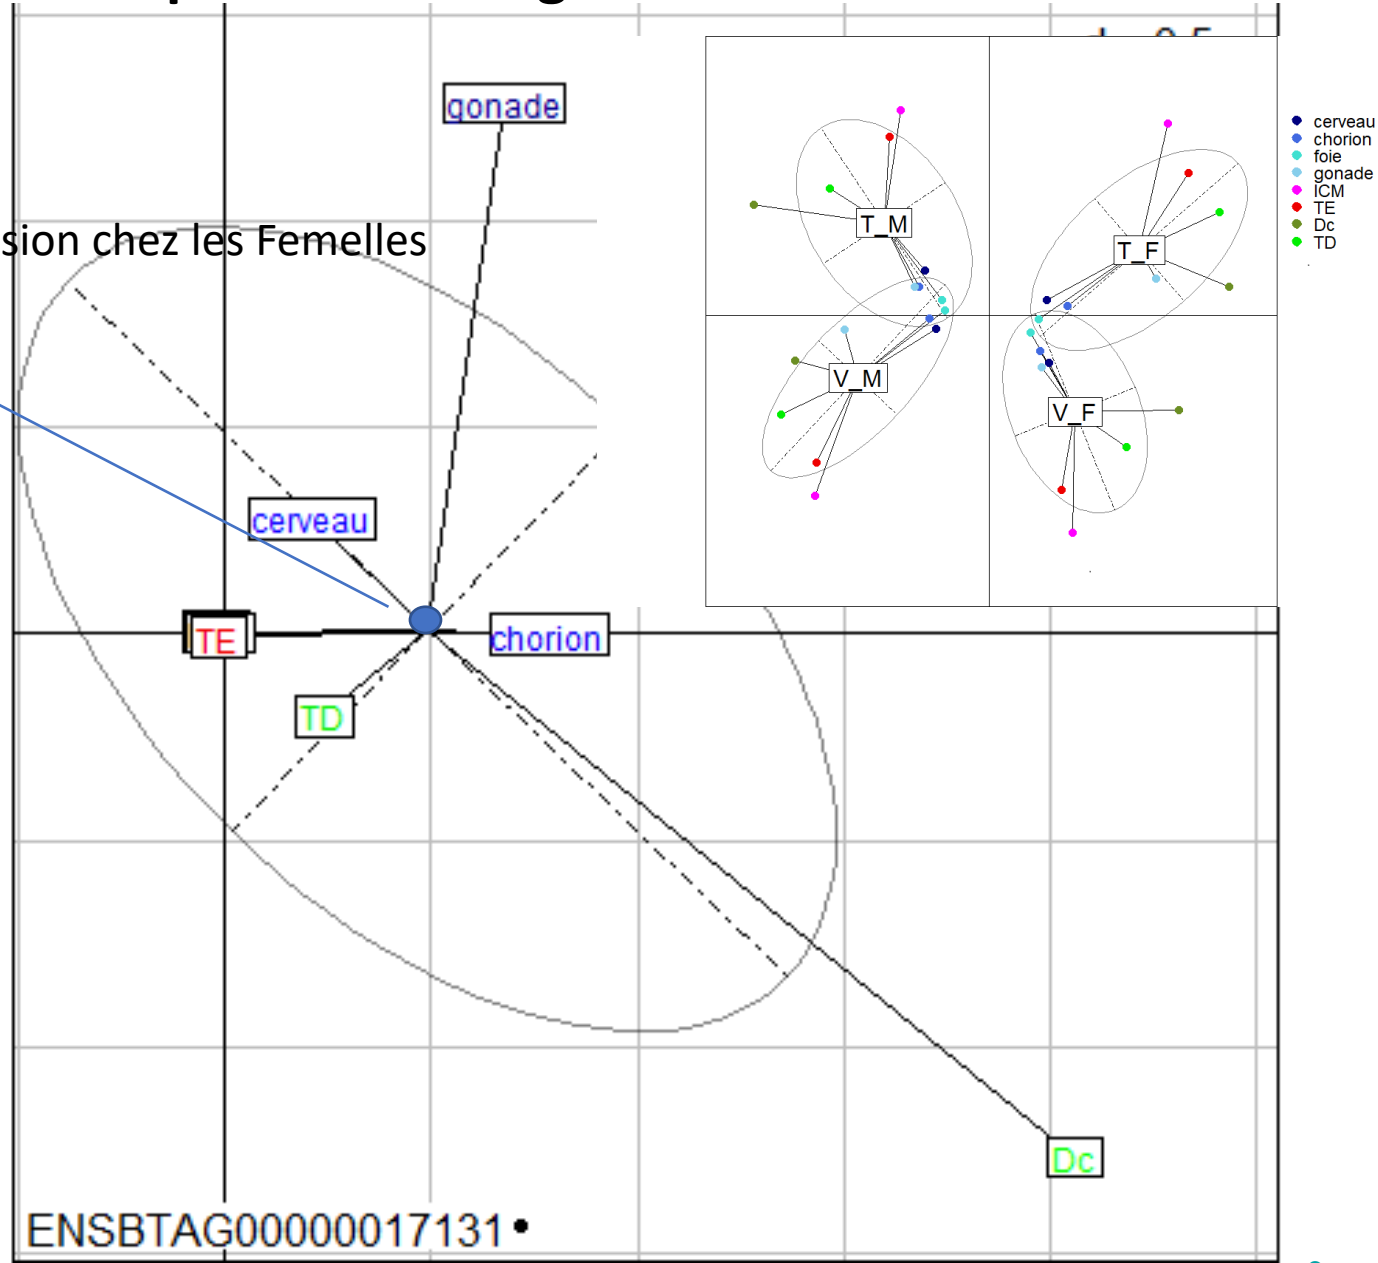 gonade
sion chez les Femelles
cerveau
TE
chorion
TD
Dc
ENSBTAG00000017131
T_M
T_F
V_M
V_F
cerveau
chorion
foie
gonade
ICM
TE
Dc
TD